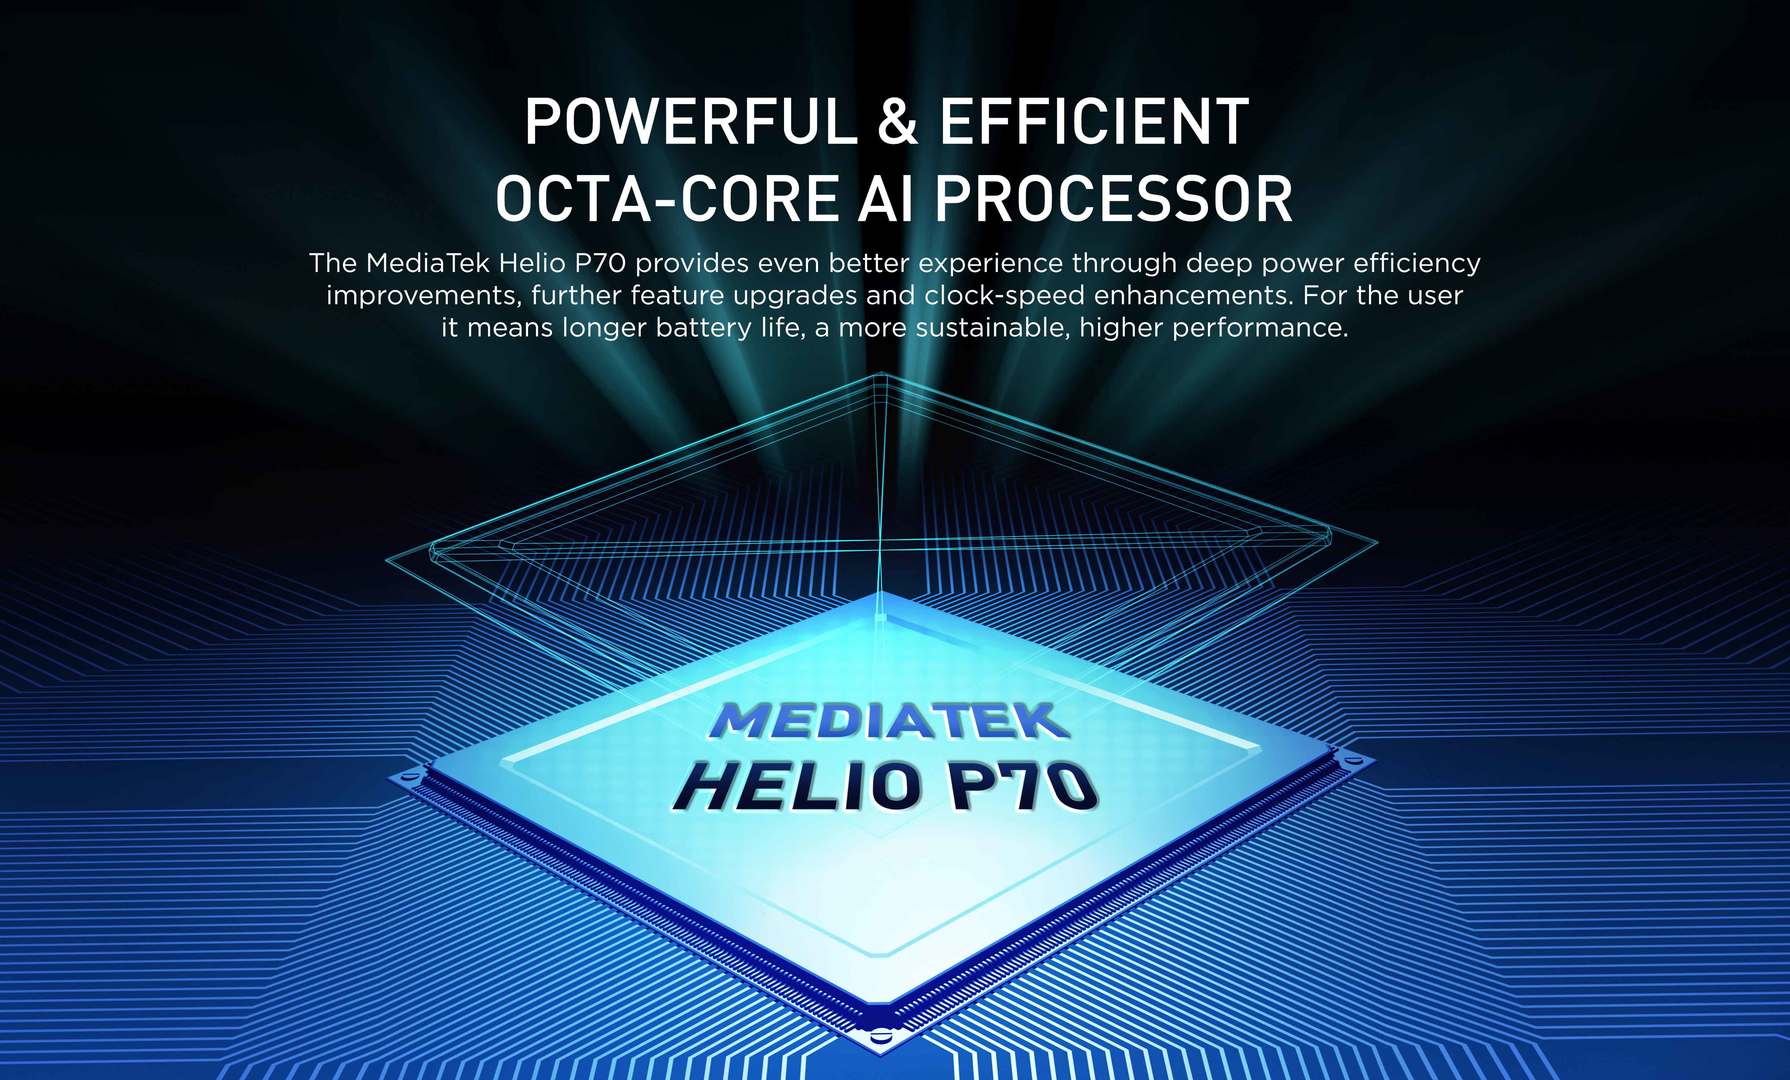 POWERFUL & EFFICIENT
OCTA-CORE AI PROCESSOR
The MediaTek Helio P70 provides even better experience through deep power efficiency
improvements, further feature upgrades and clock-speed enhancements. For the user
it means longer battery life, a more sustainable, higher performance.
MEDIATEK
HELIO P70